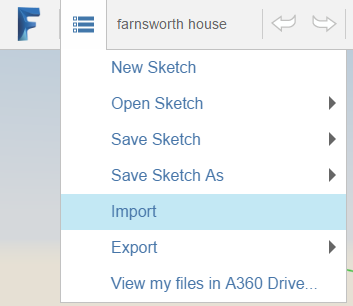 farnsworth house
New Sketch
Open Sketch
Save Sketch
Save Sketch As
Import
Export
View my files in A360 Drive...